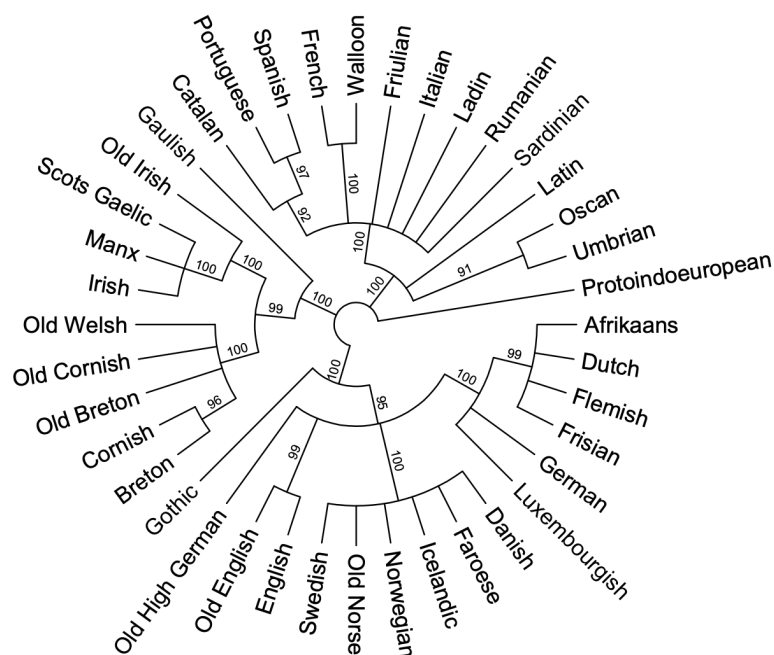 Portuguese
Spanish
French
Walloon
Friulian
Italian
Ladin
Rumanian
Sardinian
Latin
Oscan
Umbrian
Protoindoeuropean
Afrikaans
Dutch
Flemish
Frisian
German
Luxembourgish
Danish
Faroese
Icelandic
Norwegian
Old Norse
Swedish
English
Old English
Old High German
Gothic
Breton
Cornish
Old Breton
Old Cornish
Old Welsh
Irish
Manx
Scots Gaelic
Old Irish
Gaulish
Catalan
97
92
100
100
100
91
100
100
100
99
100
96
100
95
99
100
100
99